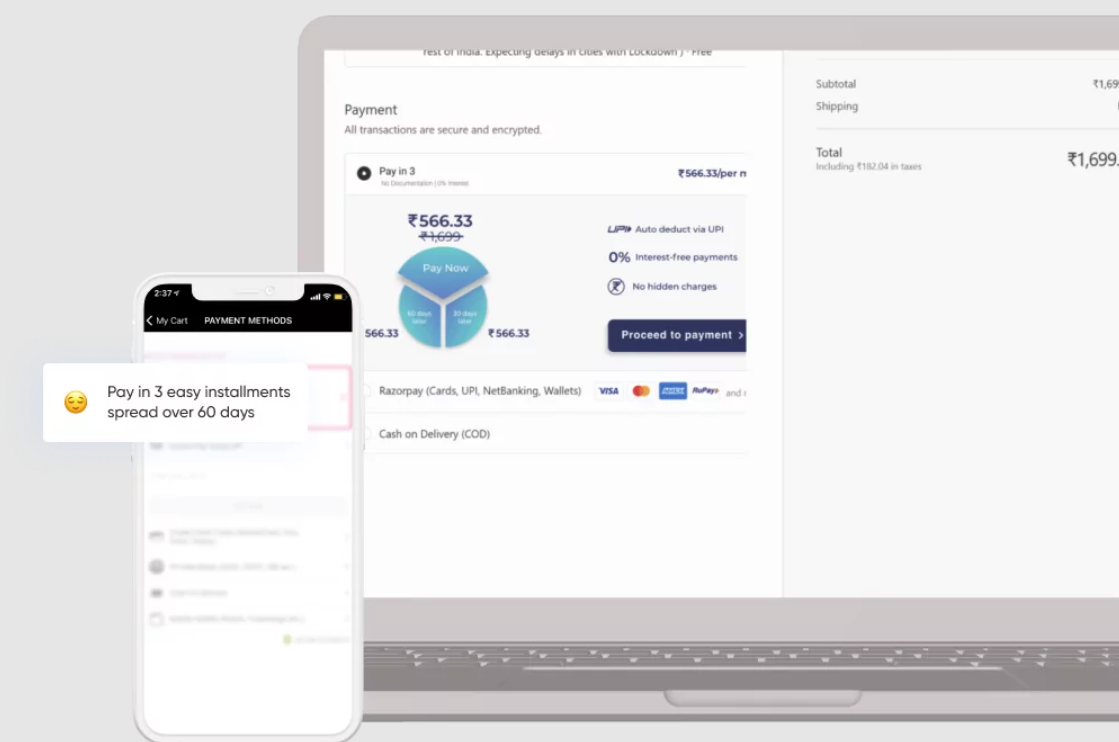 rest of India. Expecting delays in cities with Lockdown ) · Free
Payment
All transactions are secure and encrypted.
Pay in 3
No Documentation | 0% Interest
₹566.33/per m
₹566.33
₹1,699
Pay Now
60 days
later
30 days
later
566.33
₹566.33
UPI Auto deduct via UPI
0% Interest-free payments
₹ No hidden charges
Proceed to payment >
Razorpay (Cards, UPI, NetBanking, Wallets)
VISA
AMEX
RuPay
and
Cash on Delivery (COD)
Subtotal
₹1,69
Shipping
Total
Including ₹182.04 in taxes
₹1,699.
2:37
My Cart
PAYMENT METHODS
Pay in 3 easy installments
spread over 60 days